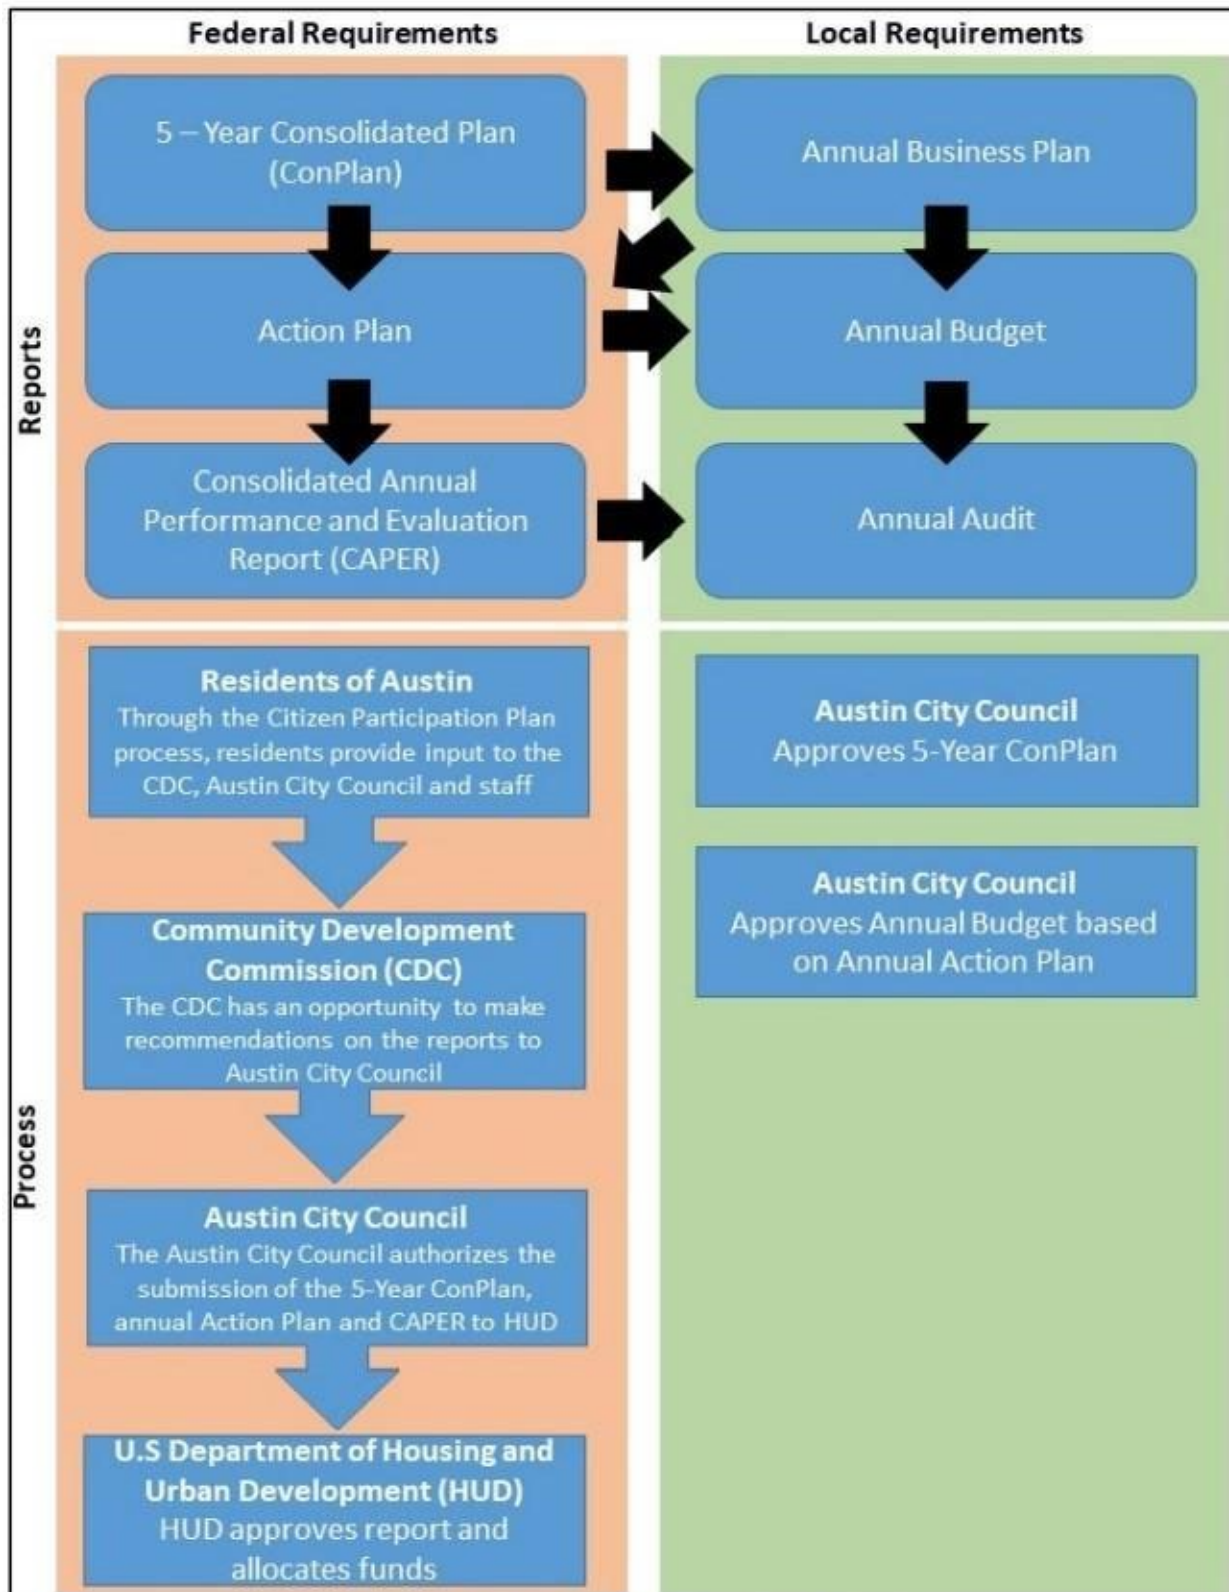 Federal Requirements
Local Requirements
Reports
5 – Year Consolidated Plan
(ConPlan)
Annual Business Plan
Action Plan
Annual Budget
Consolidated Annual
Performance and Evaluation
Report (CAPER)
Annual Audit
Process
Residents of Austin
Through the Citizen Participation Plan
process, residents provide input to the
CDC, Austin City Council and staff
Community Development
Commission (CDC)
The CDC has an opportunity to make
recommendations on the reports to
Austin City Council
Austin City Council
The Austin City Council authorizes the
submission of the 5-Year ConPlan,
annual Action Plan and CAPER to HUD
U.S Department of Housing and
Urban Development (HUD)
HUD approves report and
allocates funds
Austin City Council
Approves 5-Year ConPlan
Austin City Council
Approves Annual Budget based
on Annual Action Plan